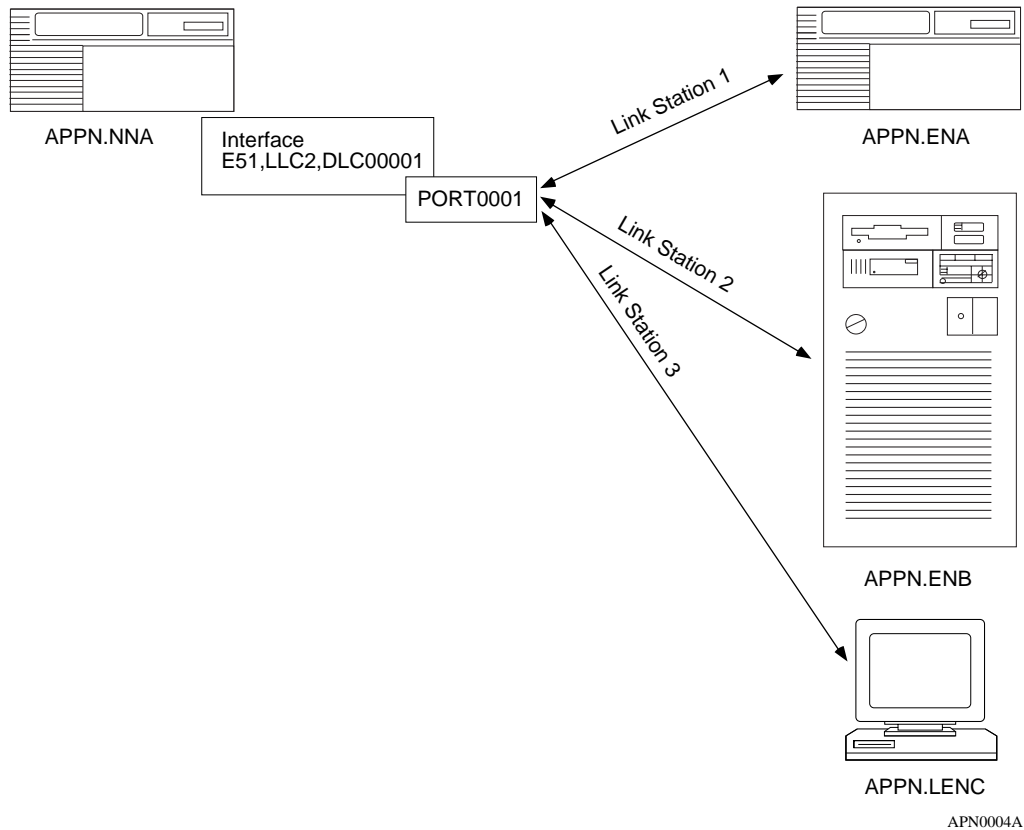 APPN.NNA
Interface
E51,LLC2,DLC00001
PORT0001
Link Station 1
Link Station 2
Link Station 3
APPN.ENA
APPN.ENB
APPN.LENC
APN0004A